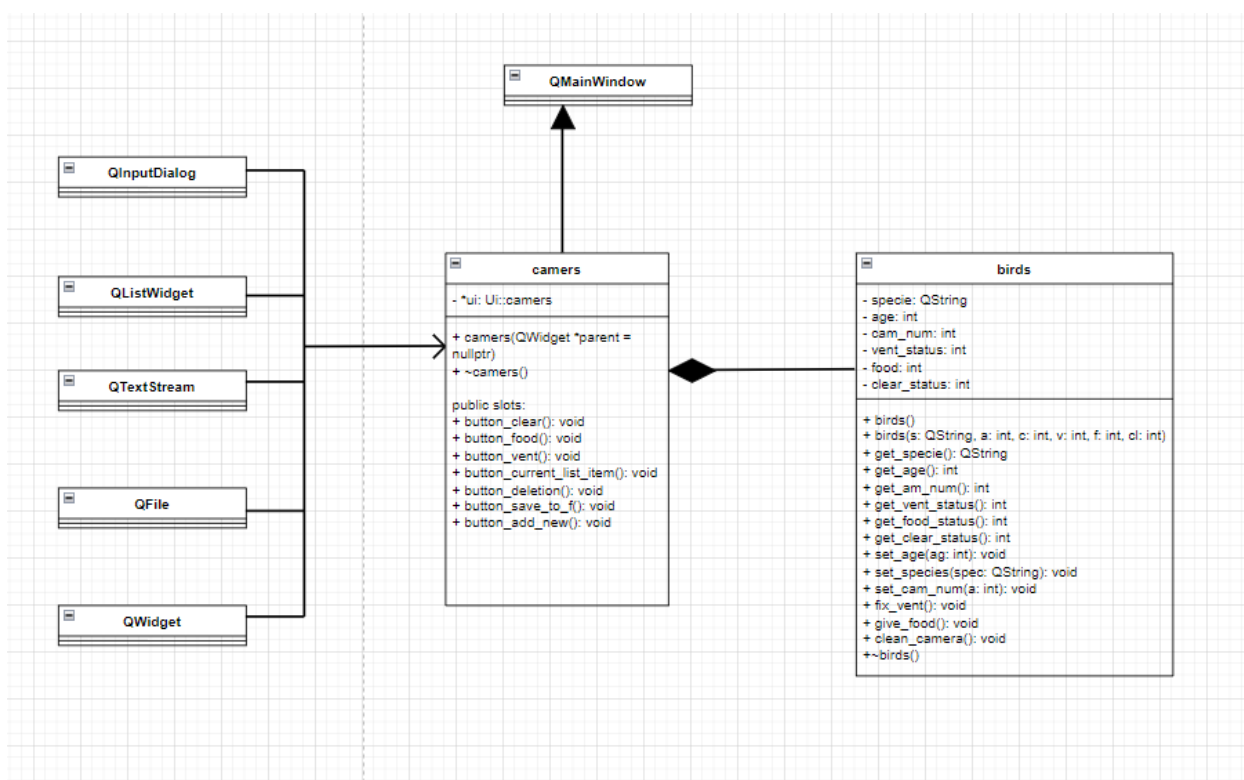 QMainWindow
QInputDialog
QListWidget
QTextStream
QFile
QWidget
camers
- *ui: Ui::camers
+ camers(QWidget *parent =
nullptr)
+ ~camers()
public slots:
+ button_clear(): void
+ button_food(): void
+ button_vent(): void
+ button_current_list_item(): void
+ button_deletion(): void
+ button_save_to_f(): void
+ button_add_new(): void
birds
- specie: QString
- age: int
- cam_num: int
- vent_status: int
- food: int
- clear_status: int
+ birds()
+ birds(s: QString, a: int, c: int, v: int, f: int, cl: int)
+ get_specie(): QString
+ get_age(): int
+ get_am_num(): int
+ get_vent_status(): int
+ get_food_status(): int
+ get_clear_status(): int
+ set_age(ag: int): void
+ set_species(spec: QString): void
+ set_cam_num(a: int): void
+ fix_vent(): void
+ give_food(): void
+ clean_camera(): void
+~birds()